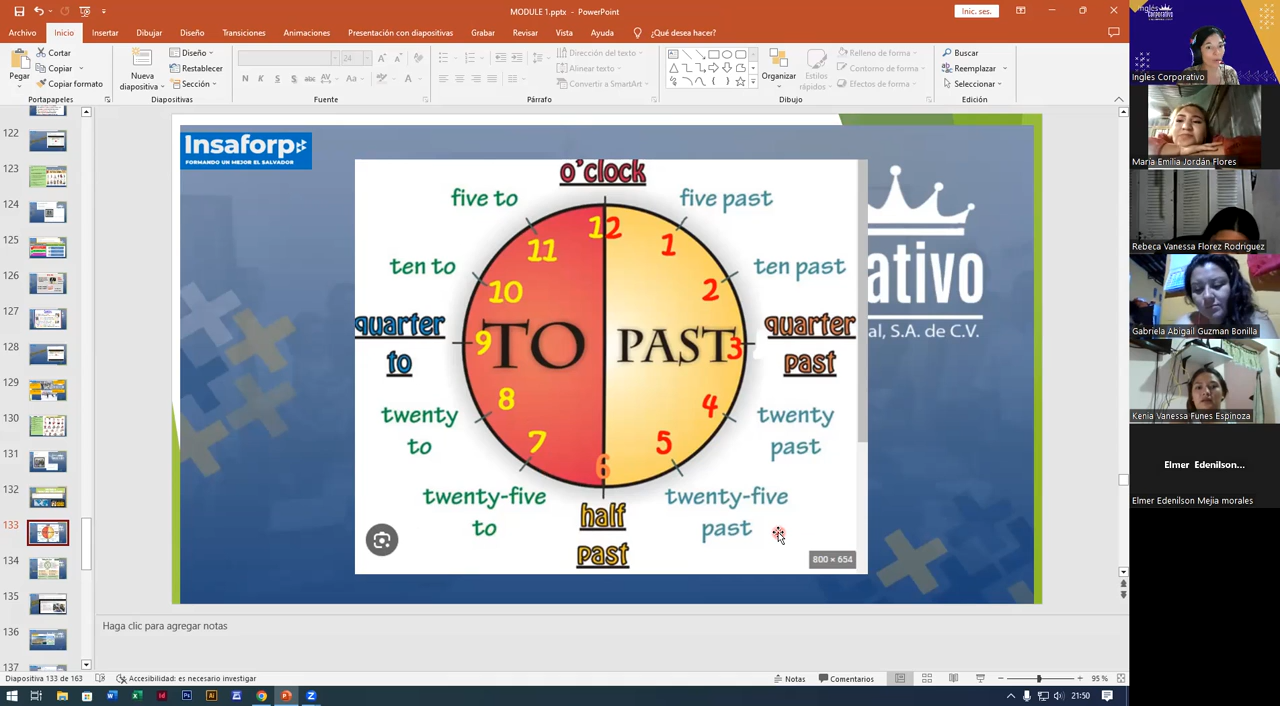 MODULE 1.pptx - PowerPoint
Inic. ses.
Archivo Inicio Insertar Dibujar Diseño Transiciones Animaciones Presentación con diapositivas Grabar Revisar Vista Ayuda ¿Qué desea hacer?
Pegar
Cortar
Copiar
Copiar formato
Portapapeles
Nueva
diapositiva
Diseño
Restablecer
Sección
Diapositivas
24
N K S S abc AV Aa A
Fuente
Dirección del texto
Alinear texto
Convertir a SmartArt
Párrafo
Organizar
Estilos
rápidos
Relleno de forma
Contorno de forma
Efectos de forma
Dibujo
Buscar
Reemplazar
Seleccionar
Edición
122
123
124
125
126
127
128
129
130
131
132
133
134
135
136
137
Insaforp
FORMANDO UN MEJOR EL SALVADOR
o'clock
five to
five past
12
11
1
ten to
ten past
10
2
quarter
to
9
TO
PAST
3
quarter
past
8
4
twenty
to
twenty
past
7
5
6
twenty-five
to
half
past
twenty-five
past
800 × 654
ativo
al, S.A. de C.V.
Haga clic para agregar notas
Diapositiva 133 de 163
Accesibilidad: es necesario investigar
Notas
Comentarios
95 %
21:50
Inglés
Corporativo
Ingles Corporativo
María Emilia Jordán Flores
Rebeca Vanessa Florez Rodriguez
Gabriela Abigail Guzman Bonilla
Kenia Vanessa Funes Espinoza
Elmer Edenilson...
Elmer Edenilson Mejia morales